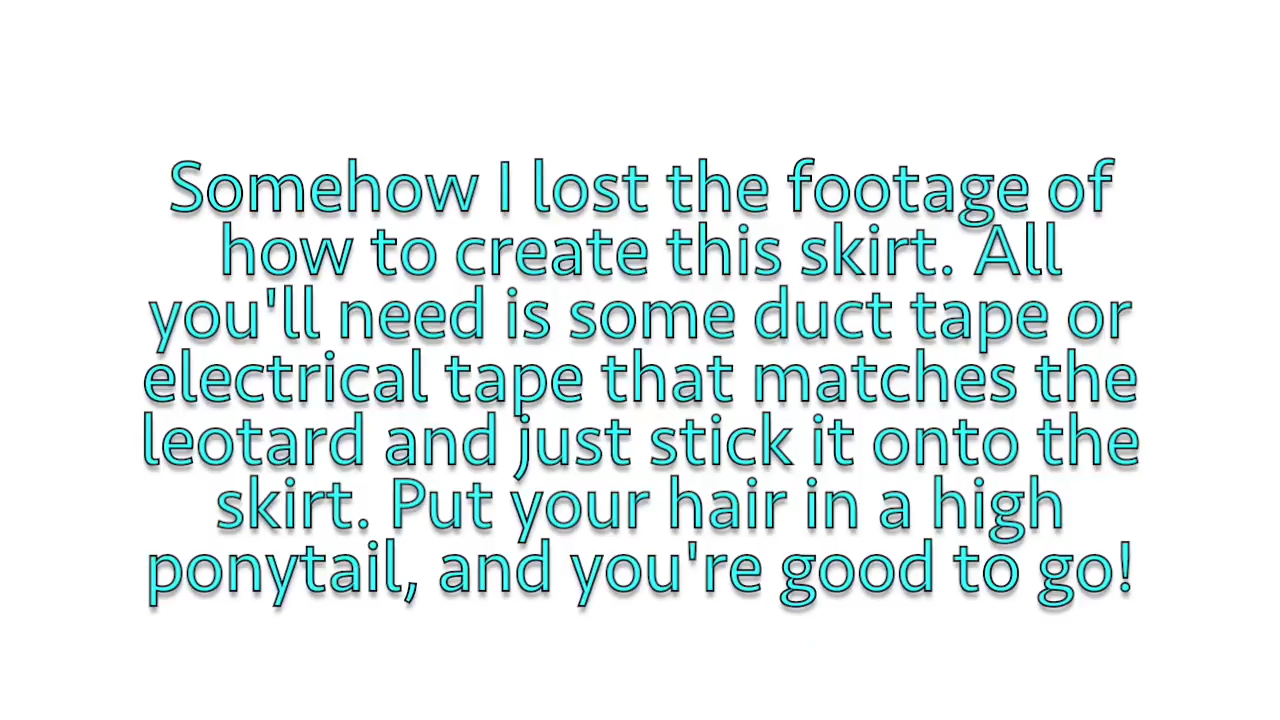 Somehow I lost the footage of
how to create this skirt. All
you'll need is some duct tape or
electrical tape that matches the
leotard and just stick it onto the
skirt. Put your hair in a high
ponytail, and you're good to go!